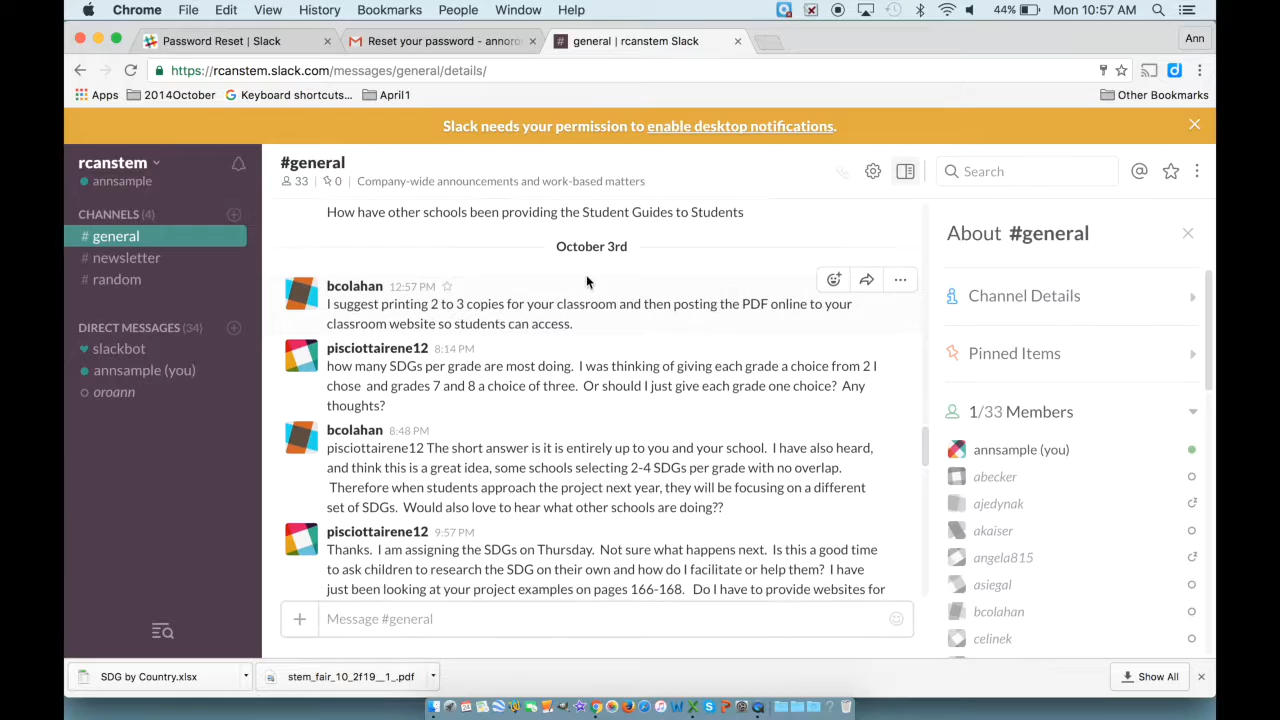 Chrome File Edit View History Bookmarks People Window Help 44% Mon 10:57 AM
Password Reset | Slack Reset your password - annoro general | rcanstem Slack Ann
https://rcanstem.slack.com/messages/general/details/
Apps 2014October Keyboard shortcuts... April1 Other Bookmarks
Slack needs your permission to enable desktop notifications.
rcanstem
annsample
CHANNELS (4)
# general
# newsletter
# random
DIRECT MESSAGES (34)
slackbot
annsample (you)
oroann
#general
33 | 0 | Company-wide announcements and work-based matters
Search
How have other schools been providing the Student Guides to Students
October 3rd
bcolahan 12:57 PM
I suggest printing 2 to 3 copies for your classroom and then posting the PDF online to your
classroom website so students can access.
pisciottairene12 8:14 PM
how many SDGs per grade are most doing. I was thinking of giving each grade a choice from 2 I
chose and grades 7 and 8 a choice of three. Or should I just give each grade one choice? Any
thoughts?
bcolahan 8:48 PM
pisciottairene12 The short answer is it is entirely up to you and your school. I have also heard,
and think this is a great idea, some schools selecting 2-4 SDGs per grade with no overlap.
Therefore when students approach the project next year, they will be focusing on a different
set of SDGs. Would also love to hear what other schools are doing??
pisciottairene12 9:57 PM
Thanks. I am assigning the SDGs on Thursday. Not sure what happens next. Is this a good time
to ask children to research the SDG on their own and how do I facilitate or help them? I have
just been looking at your project examples on pages 166-168. Do I have to provide websites for
Message #general
About #general
Channel Details
Pinned Items
1/33 Members
annsample (you)
abecker
ajedynak
akaiser
angela815
asiegal
bcolahan
celinek
SDG by Country.xlsx stem_fair_10_2f19__1_.pdf Show All